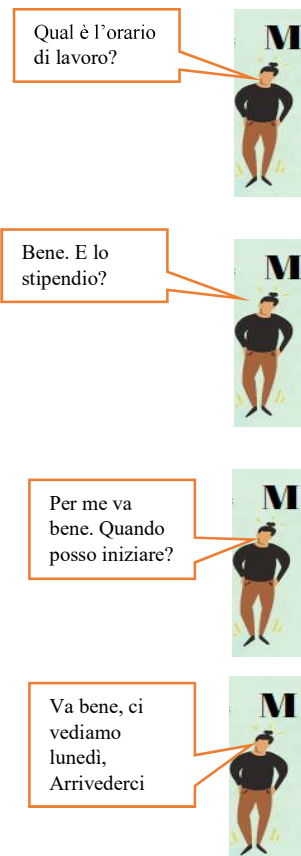 Qual è l’orario
di lavoro?
M
Bene. E lo
stipendio?
M
Per me va
bene. Quando
posso iniziare?
M
Va bene, ci
vediamo
lunedì,
Arrivederci
M